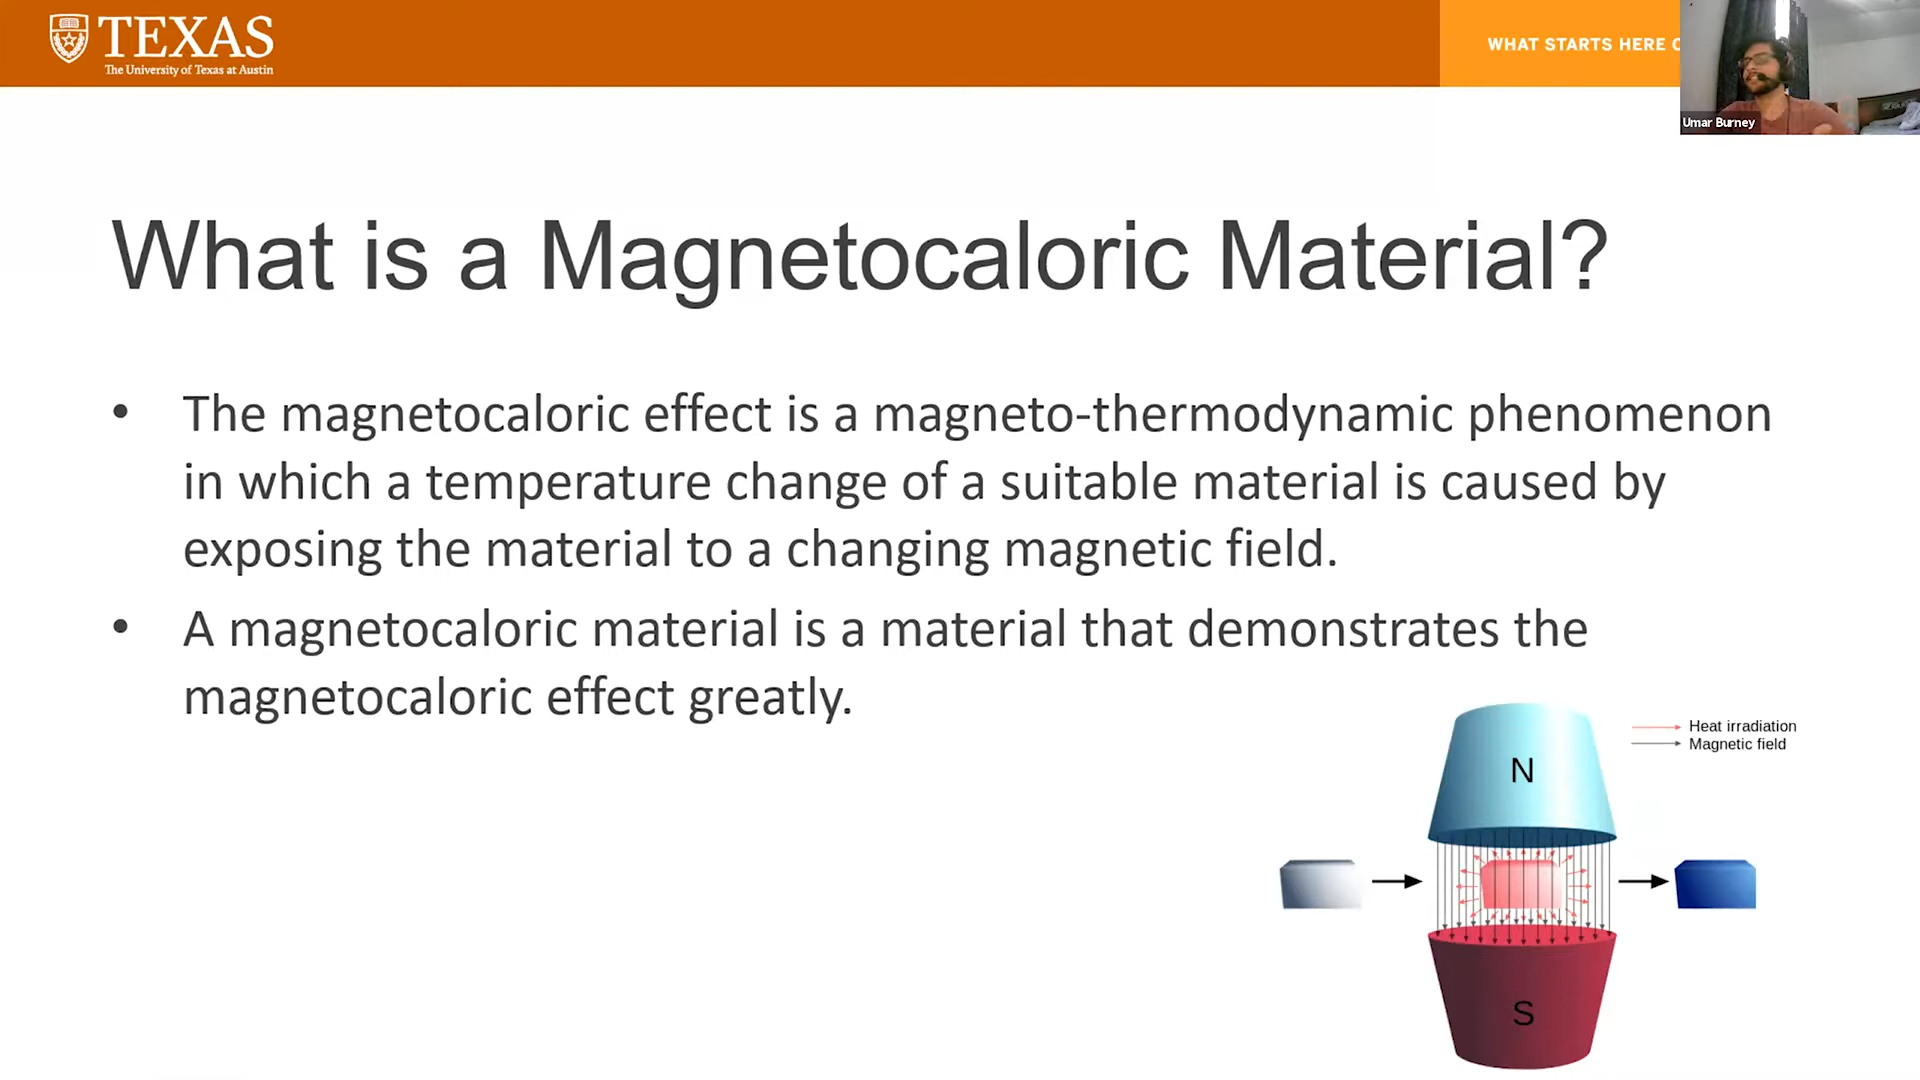 TEXAS
The University of Texas at Austin
WHAT STARTS HERE
Umar Burney
What is a Magnetocaloric Material?
• The magnetocaloric effect is a magneto-thermodynamic phenomenon
in which a temperature change of a suitable material is caused by
exposing the material to a changing magnetic field.
• A magnetocaloric material is a material that demonstrates the
magnetocaloric effect greatly.
Heat irradiation
Magnetic field
N
S